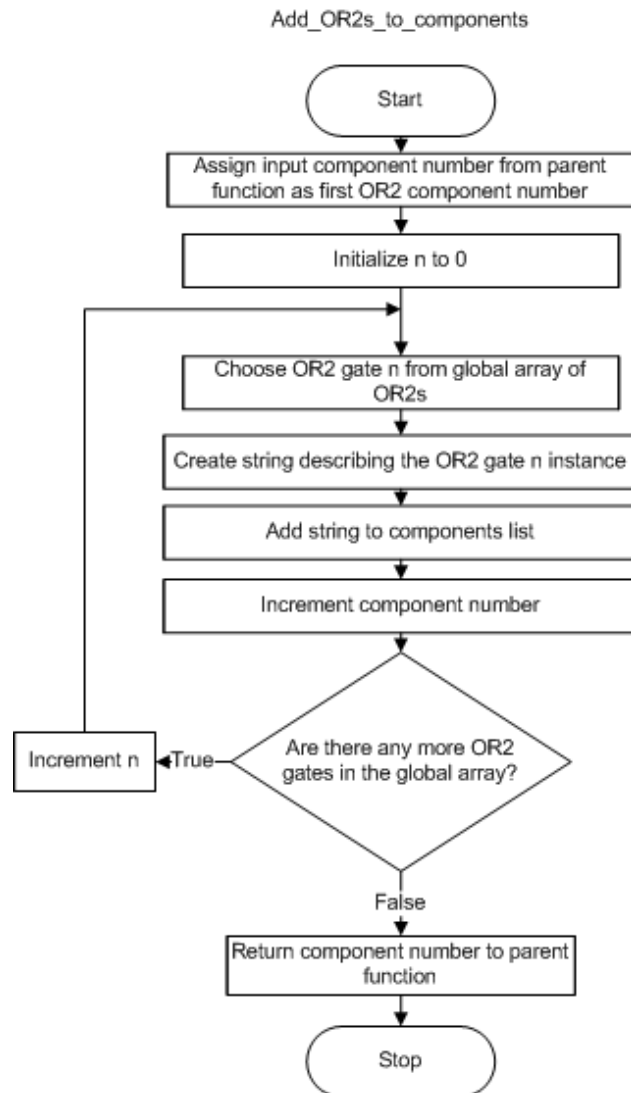 Add_OR2s_to_components
Start
Assign input component number from parent
function as first OR2 component number
Initialize n to 0
Choose OR2 gate n from global array of
OR2s
Create string describing the OR2 gate n instance
Add string to components list
Increment component number
Are there any more OR2
gates in the global array?
True
Increment n
False
Return component number to parent
function
Stop